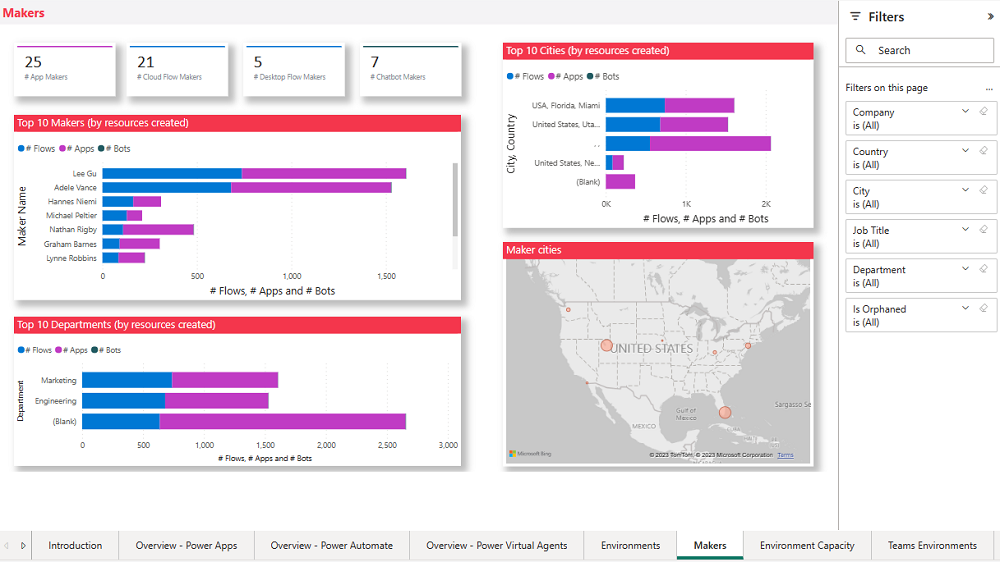 Makers
25
# App Makers
21
# Cloud Flow Makers
5
# Desktop Flow Makers
7
# Chatbot Makers
Top 10 Makers (by resources created)
# Flows # Apps # Bots
Maker Name
Lee Gu
Adele Vance
Hannes Niemi
Michael Peltier
Nathan Rigby
Graham Barnes
Lynne Robbins
0 500 1,000 1,500
# Flows, # Apps and # Bots
Top 10 Departments (by resources created)
# Flows # Apps # Bots
Department
Marketing
Engineering
(Blank)
0 500 1,000 1,500 2,000 2,500 3,000
# Flows, # Apps and # Bots
Top 10 Cities (by resources created)
# Flows # Apps # Bots
City, Country
USA, Florida, Miami
United States, Uta...
, ,
United States, Ne...
(Blank)
0K 1K 2K
# Flows, # Apps and # Bots
Maker cities
UNITED STATES
Gulf of
Mexico
MEXICO
Sargasso Se
CUBA
Microsoft Bing
© 2023 TomTom, © 2023 Microsoft Corporation Terms
Filters
Search
Filters on this page
...
Company
is (All)
Country
is (All)
City
is (All)
Job Title
is (All)
Department
is (All)
Is Orphaned
is (All)
Introduction Overview - Power Apps Overview - Power Automate Overview - Power Virtual Agents Environments Makers Environment Capacity Teams Environments